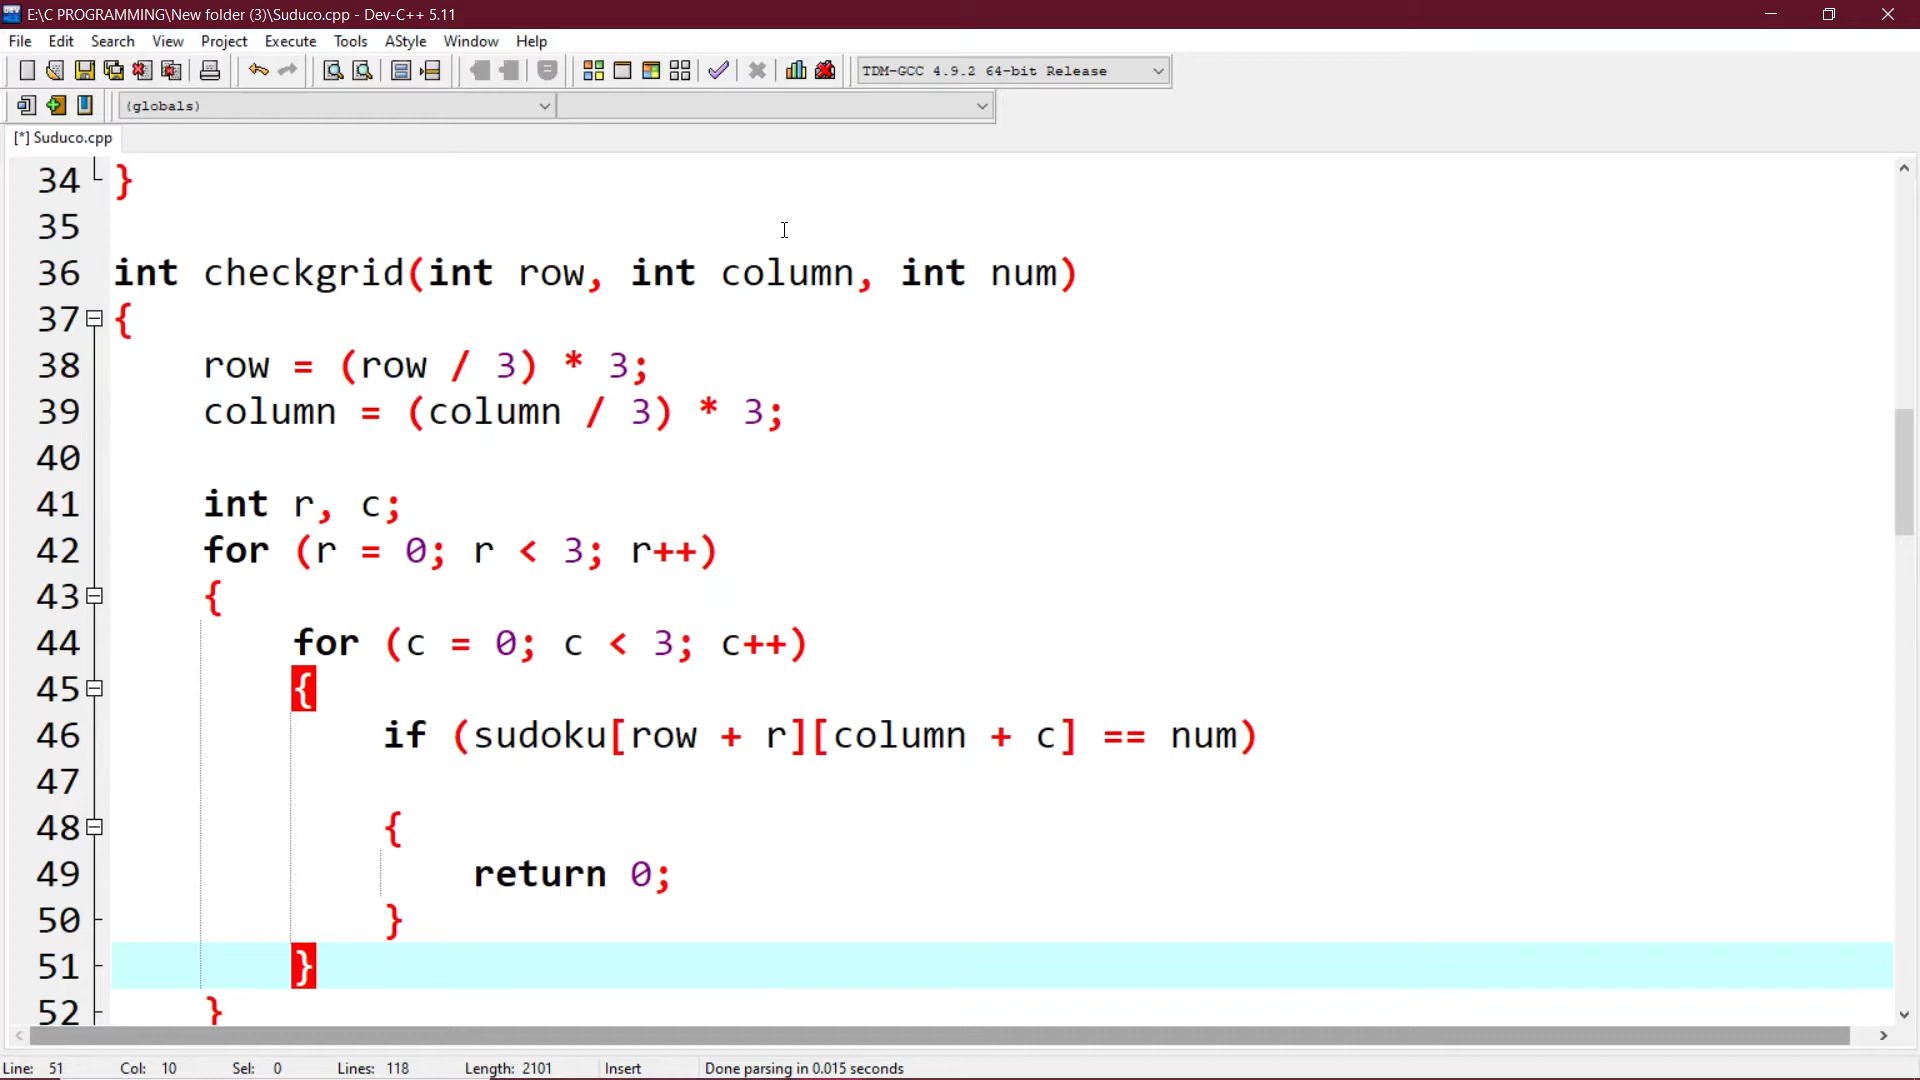 E:\C PROGRAMMING\New folder (3)\Suduco.cpp - Dev-C++ 5.11
File Edit Search View Project Execute Tools AStyle Window Help
TDM-GCC 4.9.2 64-bit Release
(globals)
[*] Suduco.cpp
34 }
35
36 int checkgrid(int row, int column, int num)
37 {
38 row = (row / 3) * 3;
39 column = (column / 3) * 3;
40
41 int r, c;
42 for (r = 0; r < 3; r++)
43 {
44 for (c = 0; c < 3; c++)
45 {
46 if (sudoku[row + r][column + c] == num)
47
48 {
49 return 0;
50 }
51 }
52 }
Line: 51 Col: 10 Sel: 0 Lines: 118 Length: 2101 Insert Done parsing in 0.015 seconds